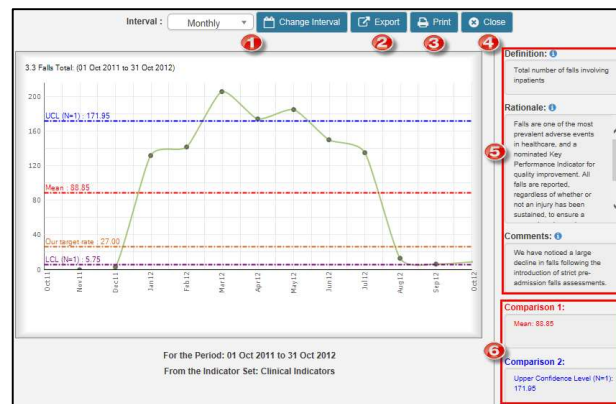 Interval :
Monthly
Change Interval
Export
Print
Close
1
2
3
4
3.3 Falls Total: (01 Oct 2011 to 31 Oct 2012)
200
UCL (N=1) : 171.95
160
120
Mean : 88.85
80
40
Our target rate : 27.00
LCL (N=1) : 5.75
0
Oct11
Nov11
Dec11
Jan12
Feb12
Mar12
Apr12
May12
Jun12
Jul12
Aug12
Sep12
Oct12
For the Period: 01 Oct 2011 to 31 Oct 2012
From the Indicator Set: Clinical Indicators
Definition:
Total number of falls involving
inpatients
Rationale:
Falls are one of the most
prevalent adverse events
in healthcare, and a
nominated Key
Performance Indicator for
quality improvement. All
falls are reported,
regardless of whether or
not an injury has been
sustained, to ensure a
5
Comments:
We have noticed a large
decline in falls following the
introduction of strict pre-
admission falls assessments.
Comparison 1:
Mean: 88.85
6
Comparison 2:
Upper Confidence Level (N=1):
171.95